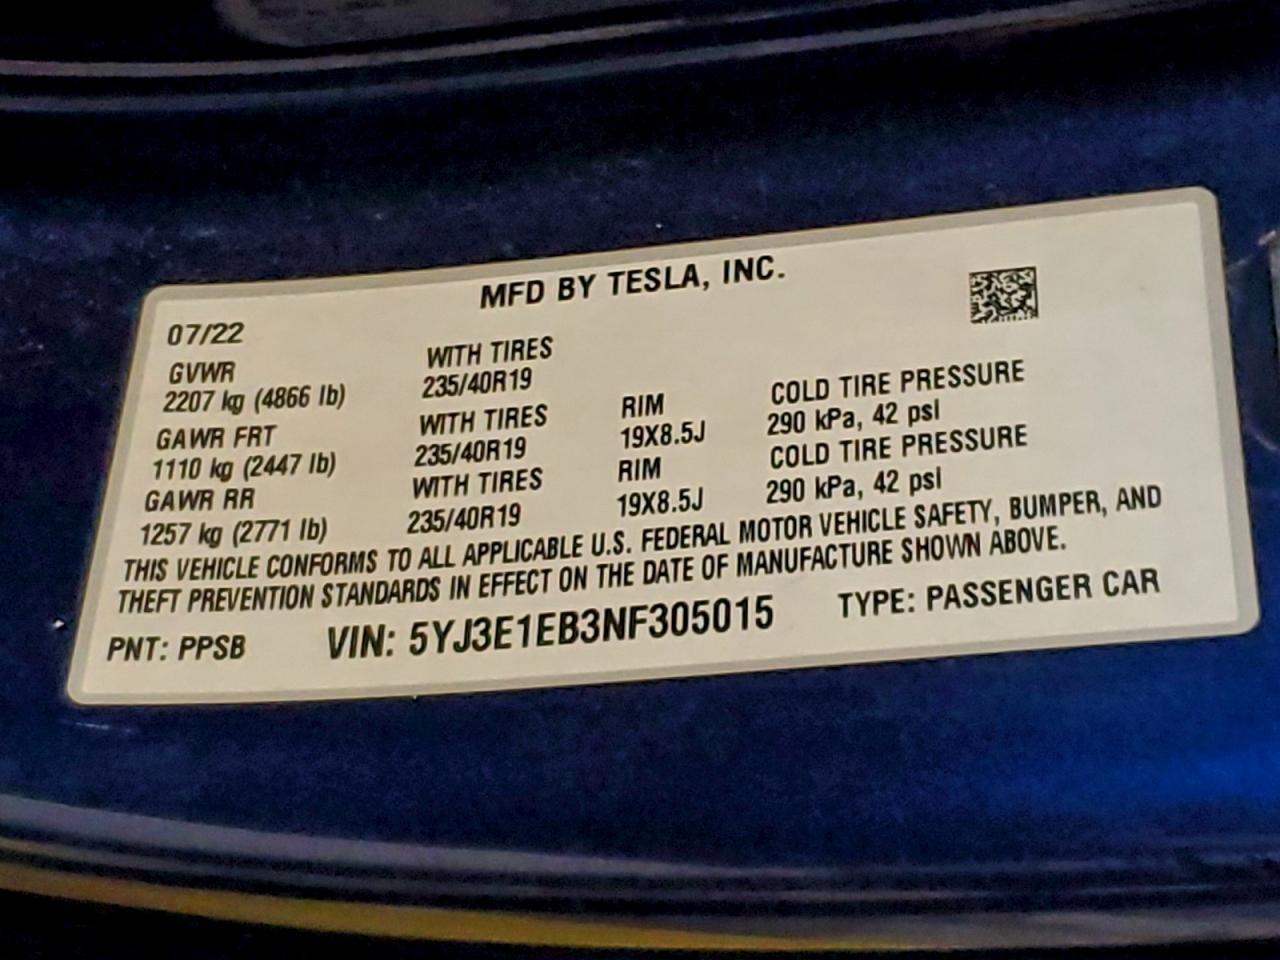 MFD BY TESLA, INC.
07/22
GVWR WITH TIRES
2207 kg (4866 lb) 235/40R19
GAWR FRT WITH TIRES RIM COLD TIRE PRESSURE
1110 kg (2447 lb) 235/40R19 19X8.5J 290 kPa, 42 psi
GAWR RR WITH TIRES RIM COLD TIRE PRESSURE
1257 kg (2771 lb) 235/40R19 19X8.5J 290 kPa, 42 psi
THIS VEHICLE CONFORMS TO ALL APPLICABLE U.S. FEDERAL MOTOR VEHICLE SAFETY, BUMPER, AND
THEFT PREVENTION STANDARDS IN EFFECT ON THE DATE OF MANUFACTURE SHOWN ABOVE.
PNT: PPSB VIN: 5YJ3E1EB3NF305015 TYPE: PASSENGER CAR